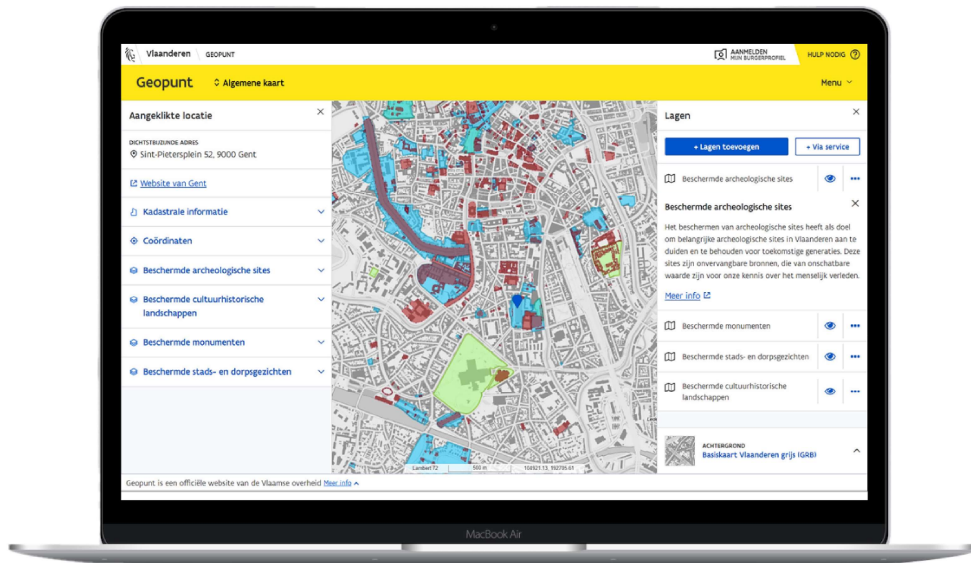 Vlaanderen
GEOPUNT
AANMELDEN
MIJN BURGERPROFIEL
HULP NODIG
Geopunt
Algemene kaart
Menu
Aangeklikte locatie
DICHTSTBIJZIJNDE ADRES
Sint-Pietersplein 52, 9000 Gent
Website van Gent
Kadastrale informatie
Coördinaten
Beschermde archeologische sites
Beschermde cultuurhistorische
landschappen
Beschermde monumenten
Beschermde stads- en dorpsgezichten
Lambert 72
500 m
Lagen
+ Lagen toevoegen
+ Via service
Beschermde archeologische sites
Beschermde archeologische sites
Het beschermen van archeologische sites heeft als doel
om belangrijke archeologische sites in Vlaanderen aan te
duiden en te behouden voor toekomstige generaties. Deze
sites zijn onvervangbare bronnen, die van onschatbare
waarde zijn voor onze kennis over het menselijk verleden.
Meer info
Beschermde monumenten
Beschermde stads- en dorpsgezichten
Beschermde cultuurhistorische
landschappen
ACHTERGROND
Basiskaart Vlaanderen grijs (GRB)
Geopunt is een officiële website van de Vlaamse overheid Meer info
MacBook Air